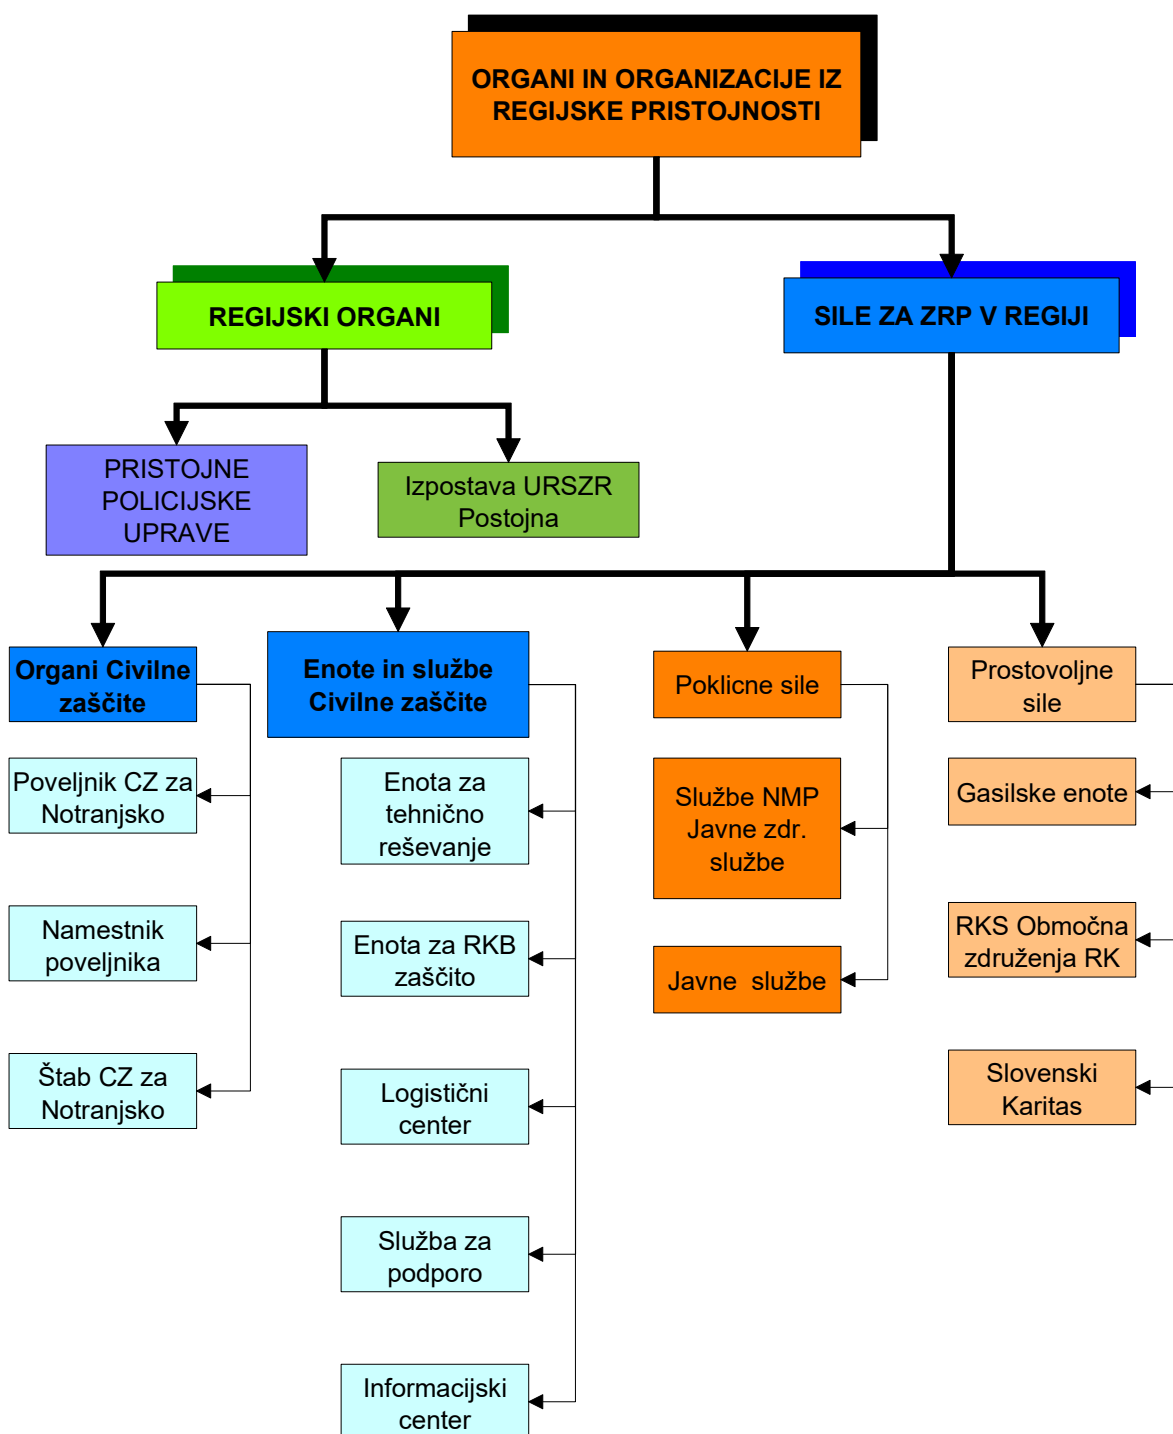 ORGANI IN ORGANIZACIJE IZ
REGIJSKE PRISTOJNOSTI
REGIJSKI ORGANI
SILE ZA ZRP V REGIJI
PRISTOJNE
POLICIJSKE
UPRAVE
Izpostava URSZR
Postojna
Organi Civilne
zaščite
Poveljnik CZ za
Notranjsko
Namestnik
poveljnika
Štab CZ za
Notranjsko
Enote in službe
Civilne zaščite
Enota za
tehnično
reševanje
Enota za RKB
zaščito
Logistični
center
Služba za
podporo
Informacijski
center
Poklicne sile
Službe NMP
Javne zdr.
službe
Javne  službe
Prostovoljne
sile
Gasilske enote
RKS Območna
združenja RK
Slovenski
Karitas